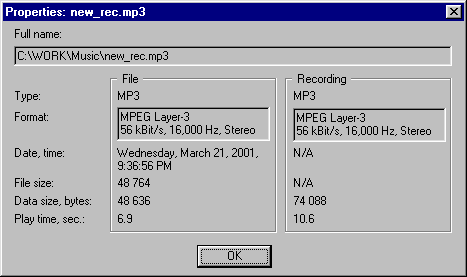 Properties: new_rec.mp3
Full name:
C:\WORK\Music\new_rec.mp3
File Recording
Type: MP3 MP3
Format: MPEG Layer-3 MPEG Layer-3
56 kBit/s, 16,000 Hz, Stereo 56 kBit/s, 16,000 Hz, Stereo
Date, time: Wednesday, March 21, 2001, N/A
9:36:56 PM
File size: 48 764 N/A
Data size, bytes: 48 636 74 088
Play time, sec.: 6.9 10.6
OK